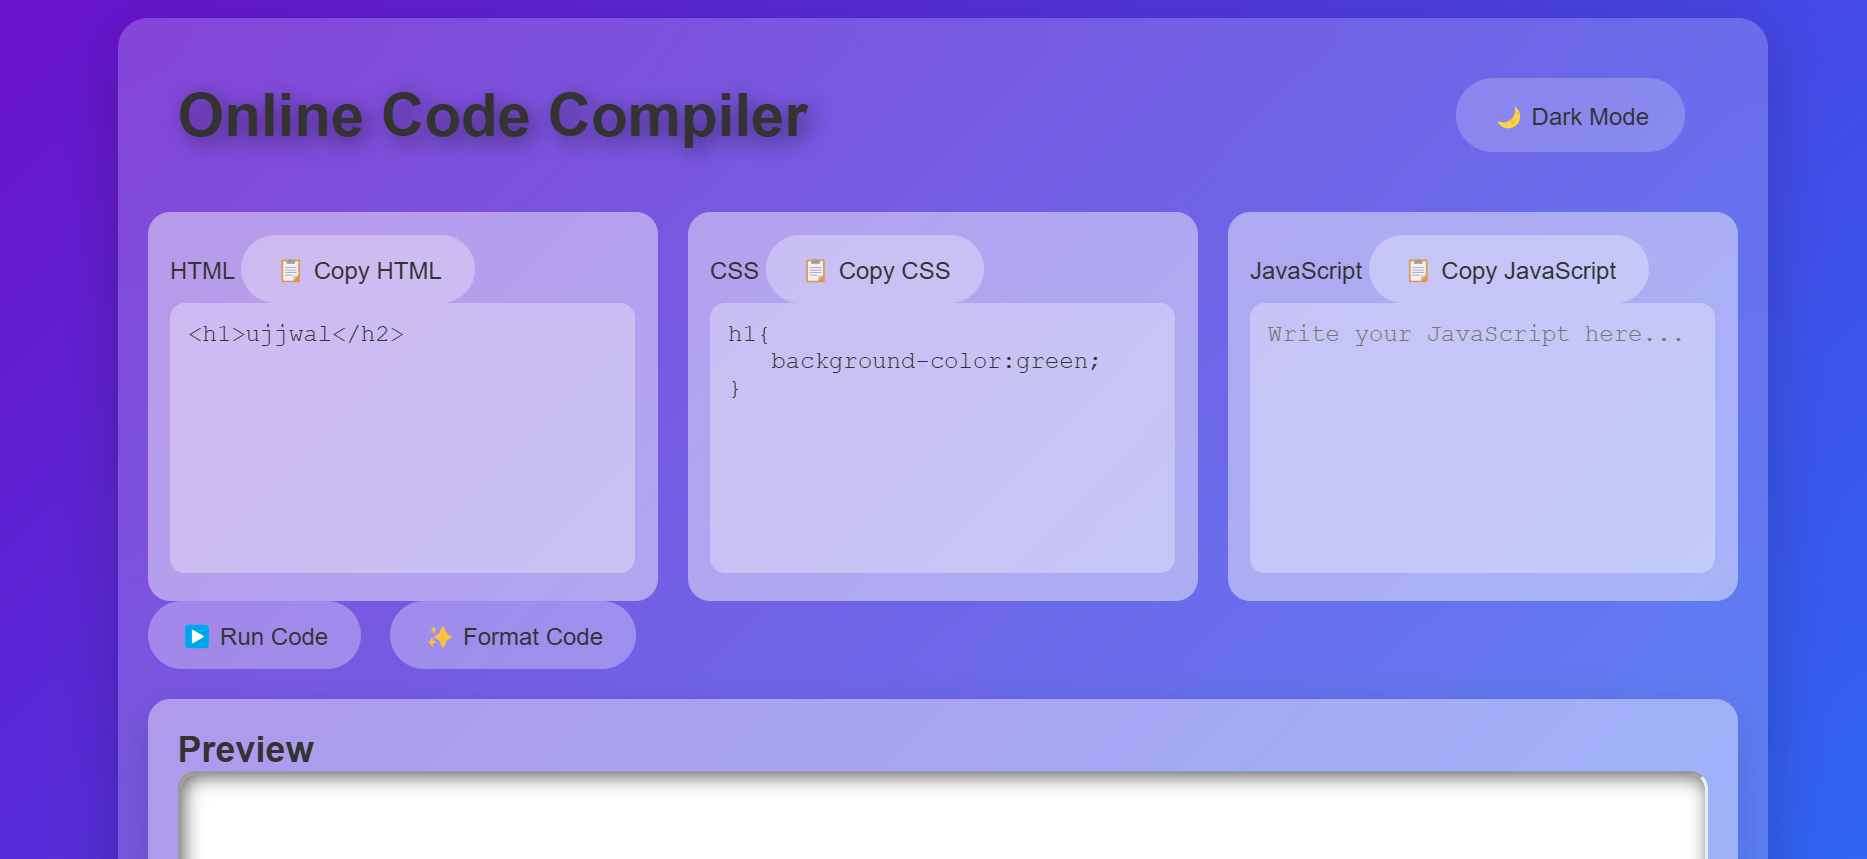 Online Code Compiler
🌙 Dark Mode
HTML 📋 Copy HTML
<h1>ujjwal</h2>
CSS 📋 Copy CSS
h1{
   background-color:green;
}
JavaScript 📋 Copy JavaScript
Write your JavaScript here...
▶️ Run Code
✨ Format Code
Preview